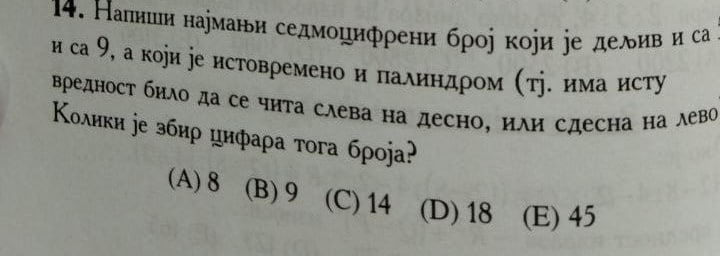 14. Напиши најмањи седмоцифрени број који је дељив и са
и са 9, а који је истовремено и палиндром (тј. има исту
вредност било да се чита слева на десно, или сдесна на лево
Колики је збир цифара тога броја?
(A) 8 (B) 9 (C) 14 (D) 18 (E) 45